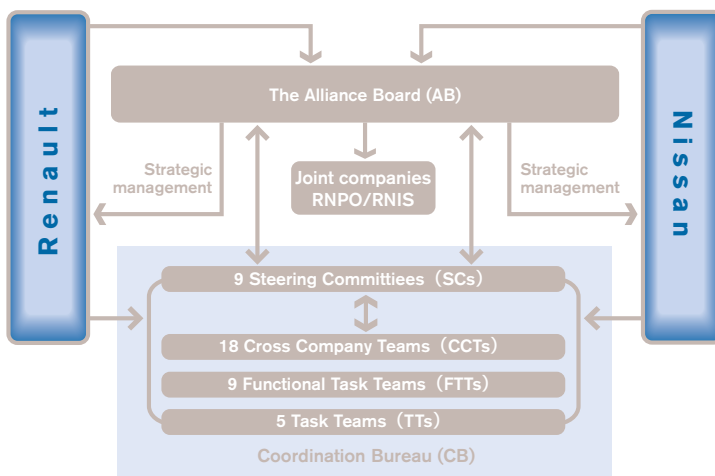 Renault
Nissan
The Alliance Board (AB)
Strategic
management
Joint companies
RNPO/RNIS
Strategic
management
9 Steering Committiees (SCs)
18 Cross Company Teams (CCTs)
9 Functional Task Teams (FTTs)
5 Task Teams (TTs)
Coordination Bureau (CB)